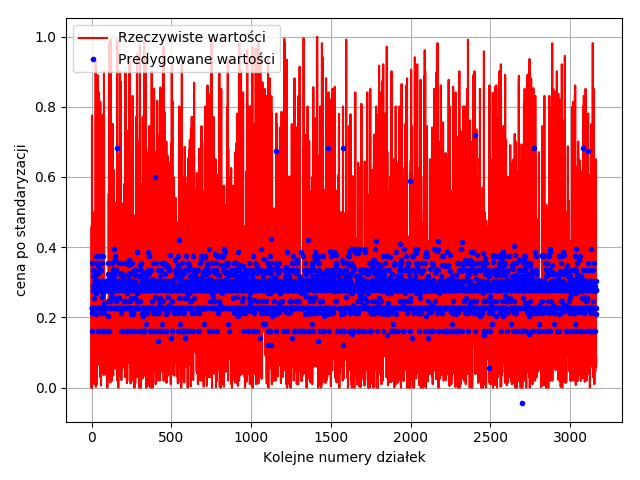 Rzeczywiste wartości
Predygowane wartości
cena po standaryzacji
1.0
0.8
0.6
0.4
0.2
0.0
0 500 1000 1500 2000 2500 3000
Kolejne numery działek